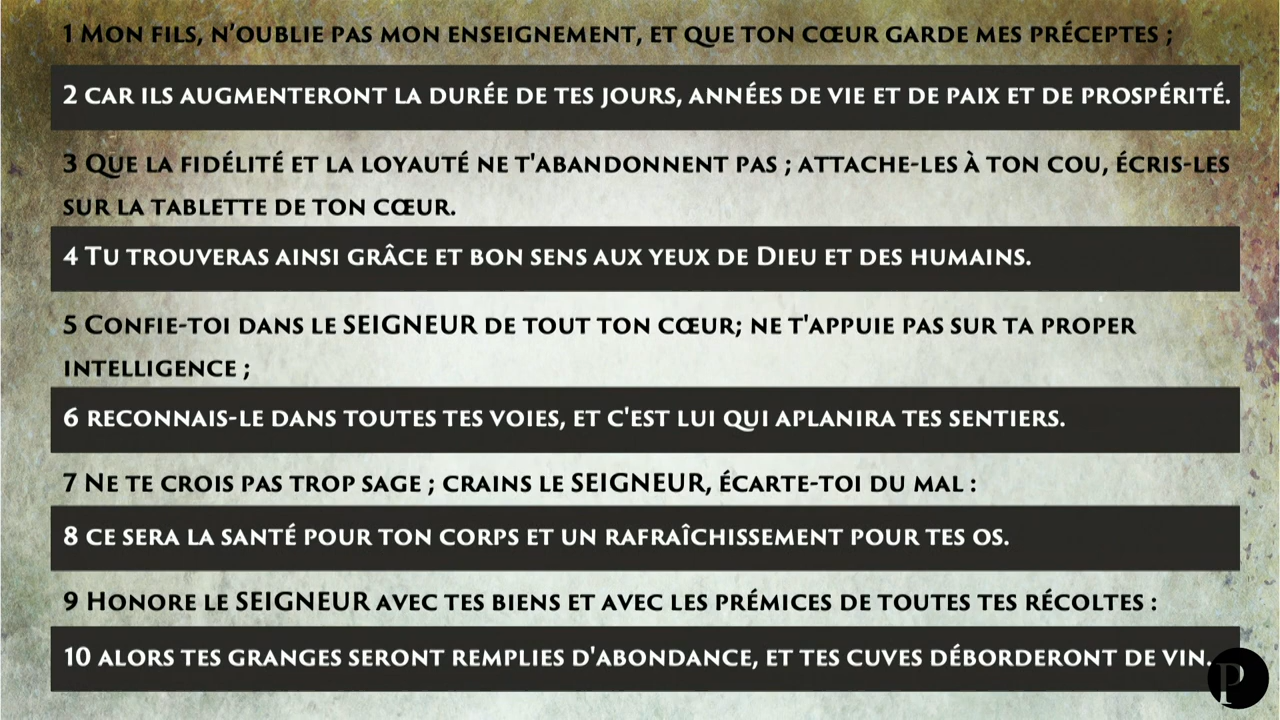 1 Mon fils, n'oublie pas mon enseignement, et que ton cœur garde mes préceptes ;
2 car ils augmenteront la durée de tes jours, années de vie et de paix et de prospérité.
3 Que la fidélité et la loyauté ne t'abandonnent pas ; attache-les à ton cou, écris-les
sur la tablette de ton cœur.
4 Tu trouveras ainsi grâce et bon sens aux yeux de Dieu et des humains.
5 Confie-toi dans le SEIGNEUR de tout ton cœur; ne t'appuie pas sur ta proper
intelligence ;
6 reconnais-le dans toutes tes voies, et c'est lui qui aplanira tes sentiers.
7 Ne te crois pas trop sage ; crains le SEIGNEUR, écarte-toi du mal :
8 ce sera la santé pour ton corps et un rafraîchissement pour tes os.
9 Honore le SEIGNEUR avec tes biens et avec les prémices de toutes tes récoltes :
10 alors tes granges seront remplies d'abondance, et tes cuves déborderont de vin.
P